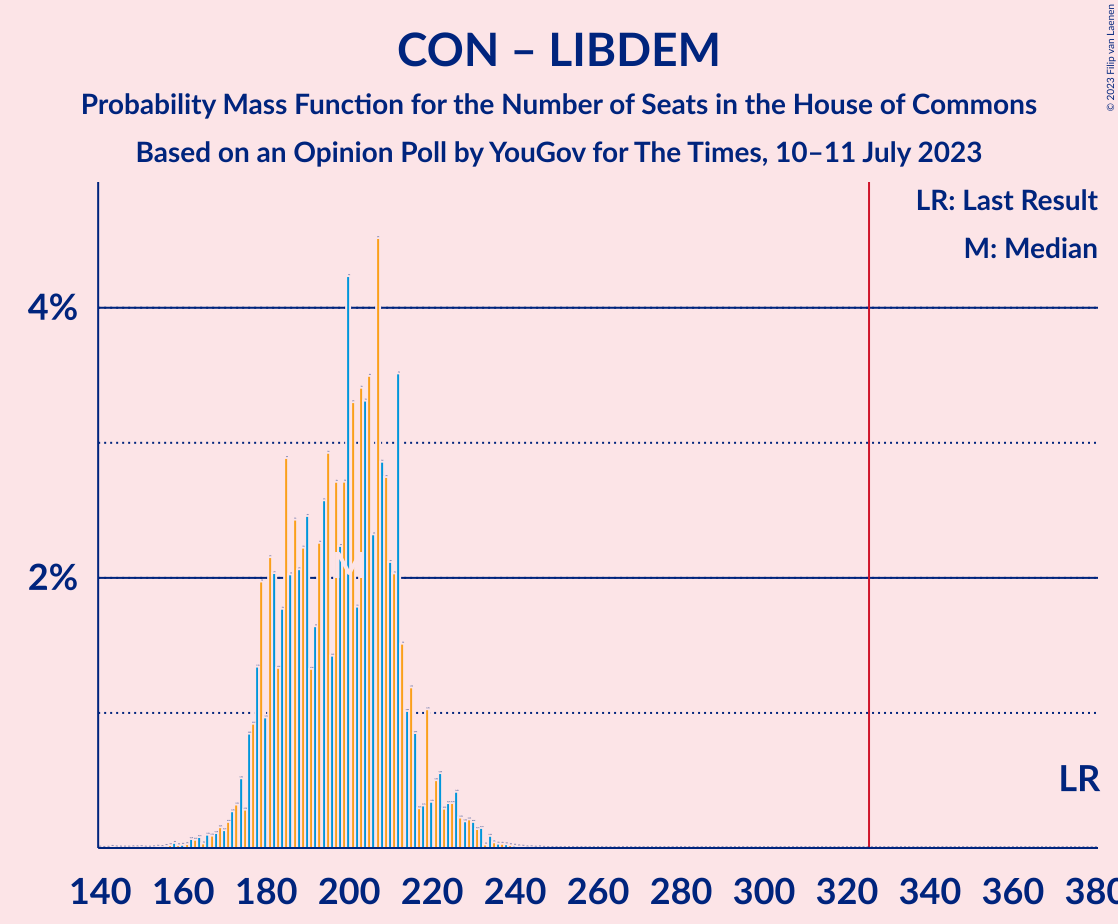 CON – LIBDEM
Probability Mass Function for the Number of Seats in the House of Commons
Based on an Opinion Poll by YouGov for The Times, 10–11 July 2023
© 2023 Filip van Laenen
LR: Last Result
M: Median
4%
2%
M
LR
140 160 180 200 220 240 260 280 300 320 340 360 380